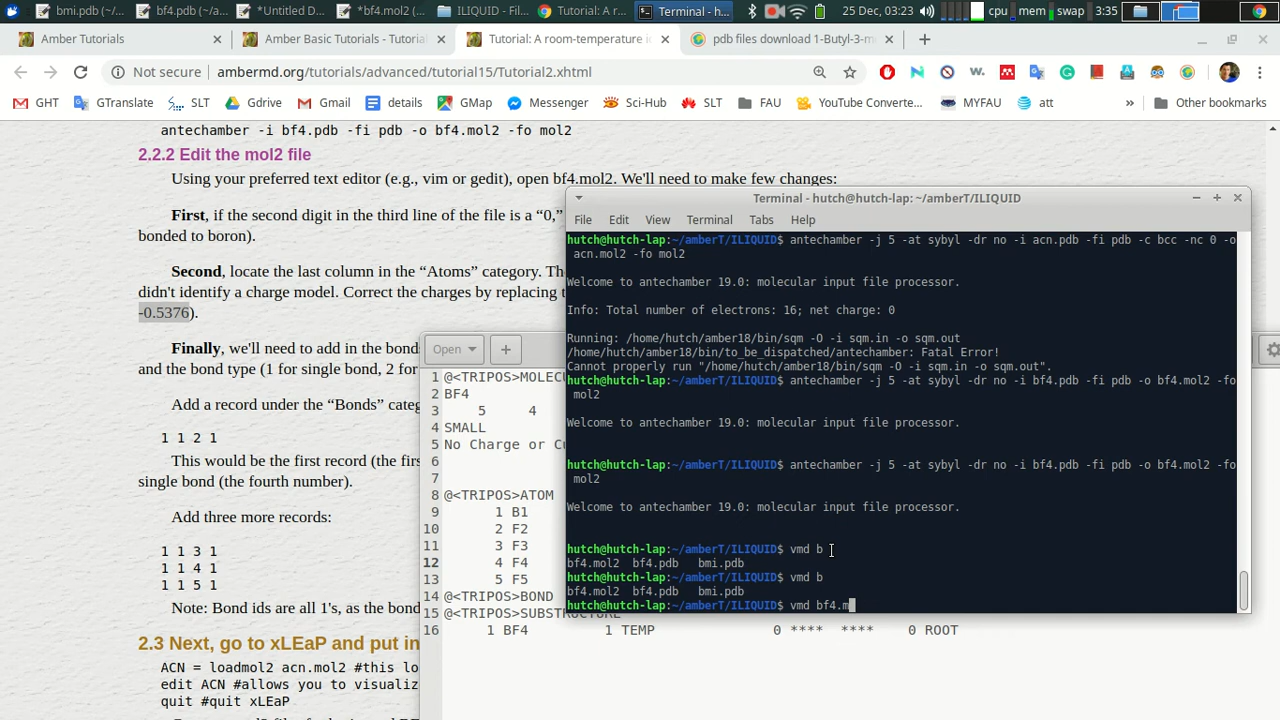 bmi.pdb (~/...
bf4.pdb (~/a...
*Untitled D...
*bf4.mol2 (...
ILIQUID - Fil...
Tutorial: A r...
Terminal - h...
25 Dec, 03:23
cpu
mem
swap
3:35
Amber Tutorials
Amber Basic Tutorials - Tutoria
Tutorial: A room-temperature i
pdb files download 1-Butyl-3-m
Not secure
ambermd.org/tutorials/advanced/tutorial15/Tutorial2.xhtml
GHT
GTranslate
SLT
Gdrive
Gmail
details
GMap
Messenger
Sci-Hub
SLT
FAU
YouTube Converte...
MYFAU
att
»
Other bookmarks
antechamber -i bf4.pdb -fi pdb -o bf4.mol2 -fo mol2
2.2.2 Edit the mol2 file
Using your preferred text editor (e.g., vim or gedit), open bf4.mol2. We'll need to make few changes:
First, if the second digit in the third line of the file is a “0,”
bonded to boron).
Second, locate the last column in the “Atoms” category. Th
didn't identify a charge model. Correct the charges by replacing t
-0.5376).
Finally, we'll need to add in the bond
and the bond type (1 for single bond, 2 for
Add a record under the “Bonds” categ
1 1 2 1
This would be the first record (the firs
single bond (the fourth number).
Add three more records:
1 1 3 1
1 1 4 1
1 1 5 1
Note: Bond ids are all 1's, as the bond
2.3 Next, go to xLEaP and put in
ACN = loadmol2 acn.mol2 #this lo
edit ACN #allows you to visualiz
quit #quit xLEaP
Open
1 @<TRIPOS>MOLECU
2 BF4
3 5 4
4 SMALL
5 No Charge or Cu
6
7
8 @<TRIPOS>ATOM
9 1 B1
10 2 F2
11 3 F3
12 4 F4
13 5 F5
14 @<TRIPOS>BOND
15 @<TRIPOS>SUBSTRUCTURE
16 1 BF4 1 TEMP 0 **** **** 0 ROOT
Terminal - hutch@hutch-lap: ~/amberT/ILIQUID
File Edit View Terminal Tabs Help
hutch@hutch-lap:~/amberT/ILIQUID$ antechamber -j 5 -at sybyl -dr no -i acn.pdb -fi pdb -c bcc -nc 0 -o
acn.mol2 -fo mol2
Welcome to antechamber 19.0: molecular input file processor.
Info: Total number of electrons: 16; net charge: 0
Running: /home/hutch/amber18/bin/sqm -O -i sqm.in -o sqm.out
/home/hutch/amber18/bin/to_be_dispatched/antechamber: Fatal Error!
Cannot properly run "/home/hutch/amber18/bin/sqm -O -i sqm.in -o sqm.out".
hutch@hutch-lap:~/amberT/ILIQUID$ antechamber -j 5 -at sybyl -dr no -i bf4.pdb -fi pdb -o bf4.mol2 -fo
mol2
Welcome to antechamber 19.0: molecular input file processor.
hutch@hutch-lap:~/amberT/ILIQUID$ antechamber -j 5 -at sybyl -dr no -i bf4.pdb -fi pdb -o bf4.mol2 -fo
mol2
Welcome to antechamber 19.0: molecular input file processor.
hutch@hutch-lap:~/amberT/ILIQUID$ vmd b
bf4.mol2 bf4.pdb bmi.pdb
hutch@hutch-lap:~/amberT/ILIQUID$ vmd b
bf4.mol2 bf4.pdb bmi.pdb
hutch@hutch-lap:~/amberT/ILIQUID$ vmd bf4.m